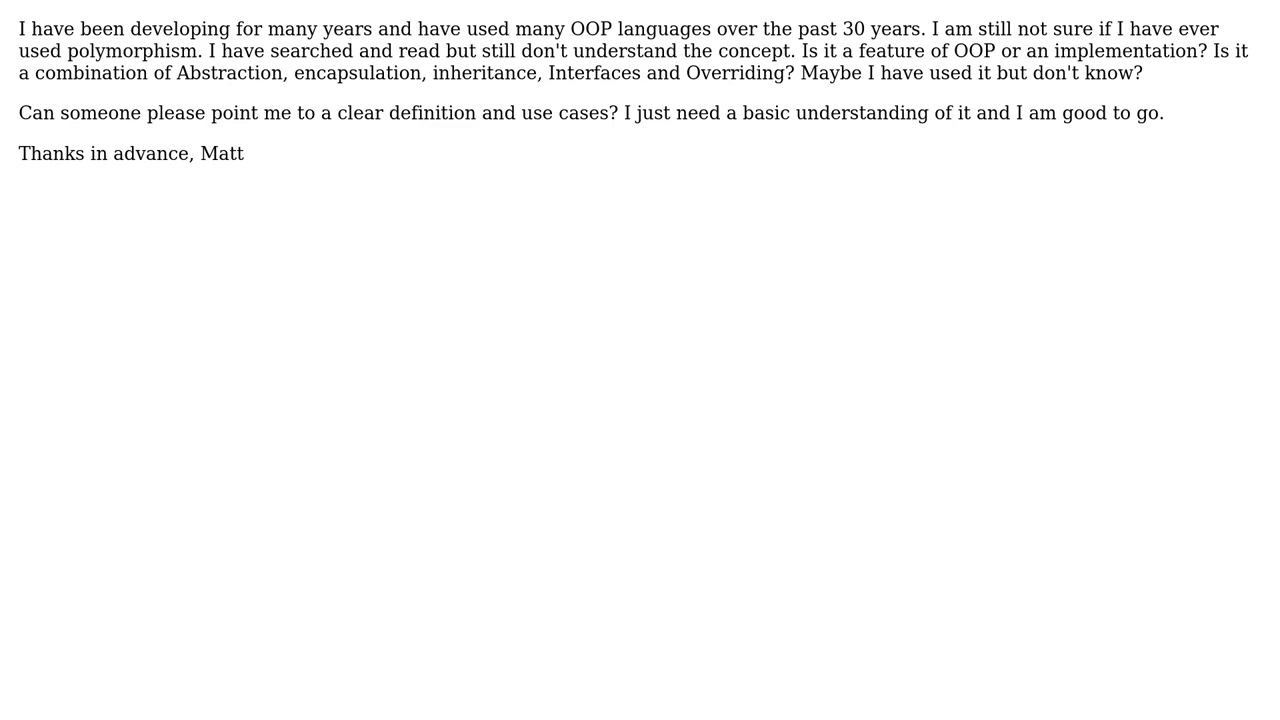 I have been developing for many years and have used many OOP languages over the past 30 years. I am still not sure if I have ever
used polymorphism. I have searched and read but still don't understand the concept. Is it a feature of OOP or an implementation? Is it
a combination of Abstraction, encapsulation, inheritance, Interfaces and Overriding? Maybe I have used it but don't know?
Can someone please point me to a clear definition and use cases? I just need a basic understanding of it and I am good to go.
Thanks in advance, Matt